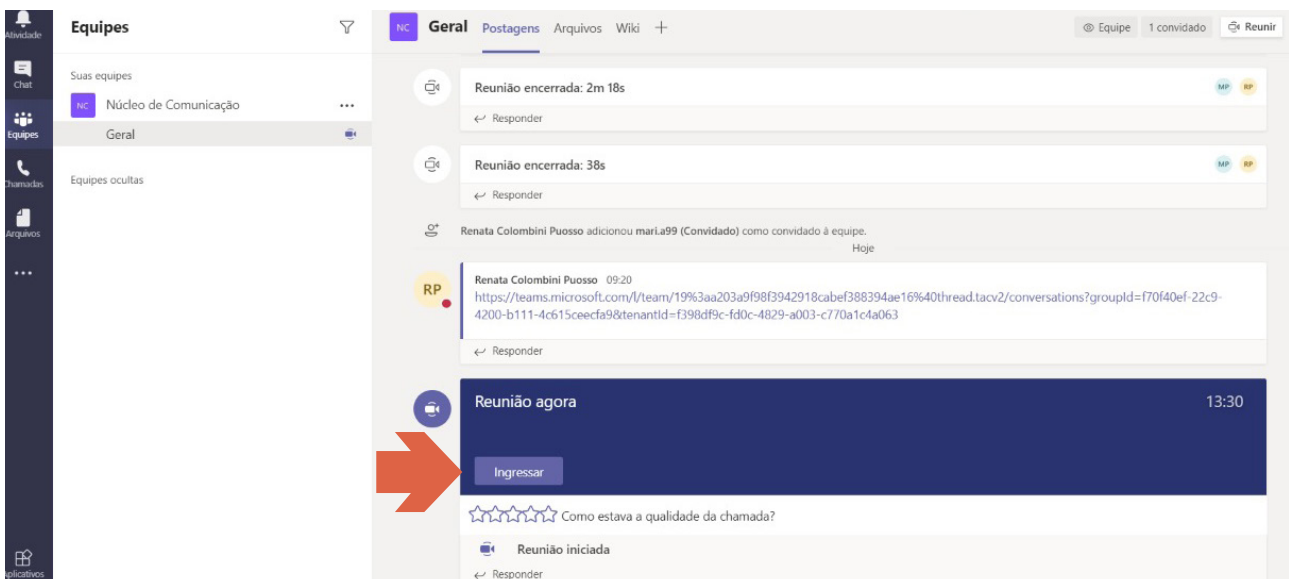 Atividade
Chat
Equipes
Chamadas
Arquivos
Aplicativos
Equipes
Suas equipes
NC Núcleo de Comunicação
Geral
Equipes ocultas
NC Geral Postagens Arquivos Wiki
Equipe 1 convidado Reunir
Reunião encerrada: 2m 18s MP RP
Responder
Reunião encerrada: 38s MP RP
Responder
Renata Colombini Puosso adicionou mari.a99 (Convidado) como convidado à equipe.
Hoje
RP
Renata Colombini Puosso 09:20
https://teams.microsoft.com/l/team/19%3aa203a9f98f3942918cabef388394ae16%40thread.tacv2/conversations?groupId=f70f40ef-22c9-
4200-b111-4c615ceecfa9&tenantId=f398df9c-fd0c-4829-a003-c770a1c4a063
Responder
Reunião agora 13:30
Ingressar
Como estava a qualidade da chamada?
Reunião iniciada
Responder